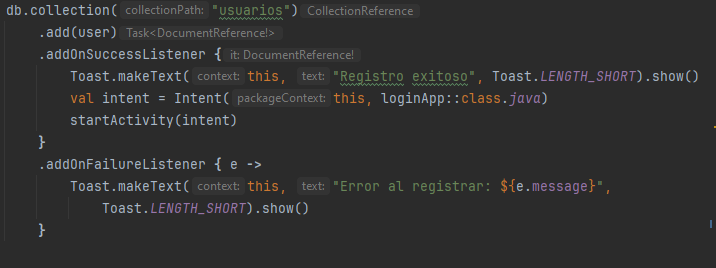 db.collection( collectionPath: "usuarios") CollectionReference
.add(user) Task<DocumentReference!>
.addOnSuccessListener { it: DocumentReference!
Toast.makeText( context: this, text: "Registro exitoso", Toast.LENGTH_SHORT).show()
val intent = Intent( packageContext: this, loginApp::class.java)
startActivity(intent)
}
.addOnFailureListener { e ->
Toast.makeText( context: this, text: "Error al registrar: ${e.message}",
Toast.LENGTH_SHORT).show()
}